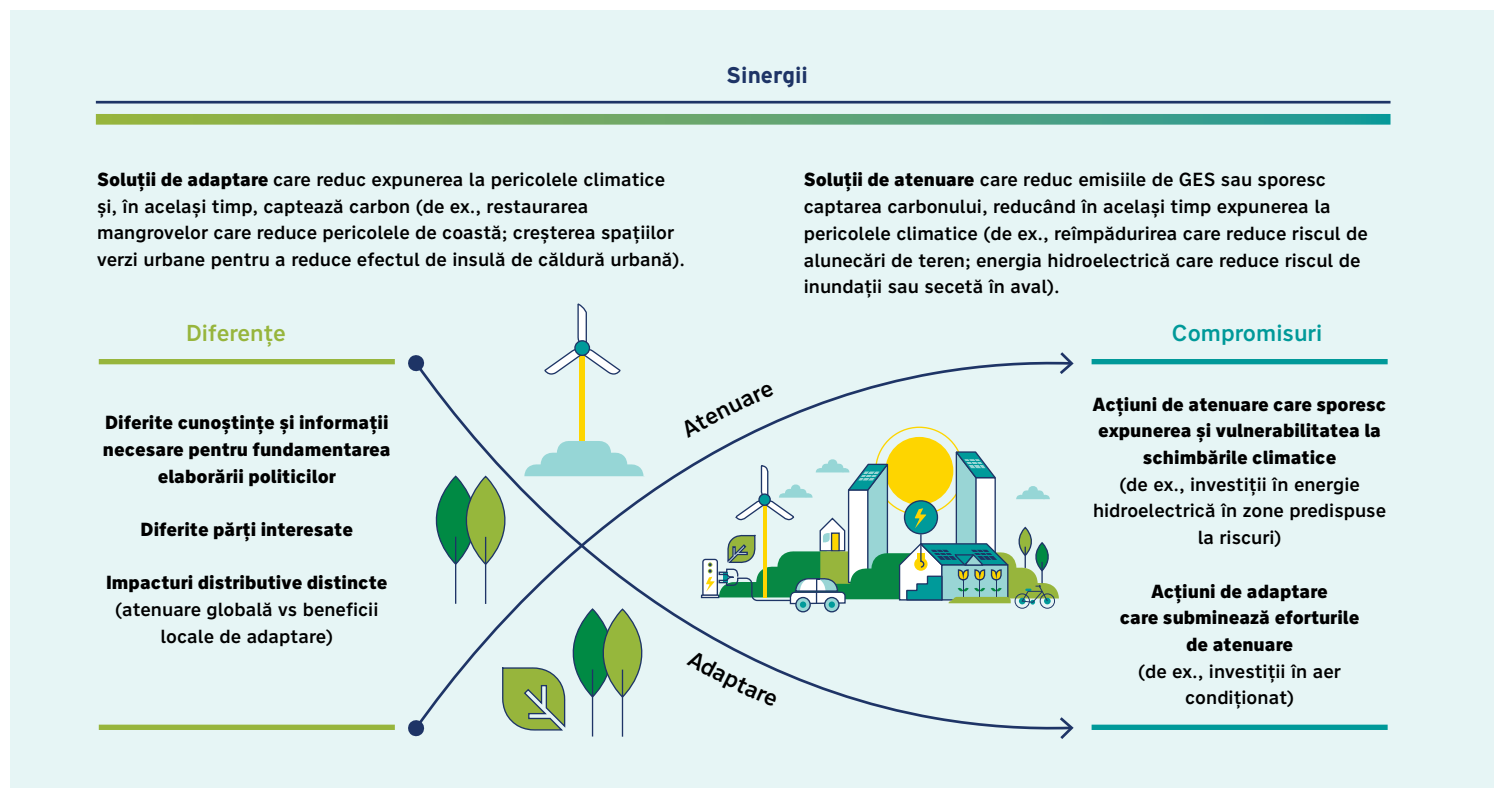 Sinergii
Soluții de adaptare care reduc expunerea la pericolele climatice
și, în același timp, captează carbon (de ex., restaurarea
mangrovelor care reduce pericolele de coastă; creșterea spațiilor
verzi urbane pentru a reduce efectul de insulă de căldură urbană).
Soluții de atenuare care reduc emisiile de GES sau sporesc
captarea carbonului, reducând în același timp expunerea la
pericolele climatice (de ex., reîmpădurirea care reduce riscul de
alunecări de teren; energia hidroelectrică care reduce riscul de
inundații sau secetă în aval).
Diferențe
Diferite cunoștințe și informații
necesare pentru fundamentarea
elaborării politicilor
Diferite părți interesate
Impacturi distributive distincte
(atenuare globală vs beneficii
locale de adaptare)
Atenuare
Adaptare
Compromisuri
Acțiuni de atenuare care sporesc
expunerea și vulnerabilitatea la
schimbările climatice
(de ex., investiții în energie
hidroelectrică în zone predispuse
la riscuri)
Acțiuni de adaptare
care subminează eforturile
de atenuare
(de ex., investiții în aer
condiționat)